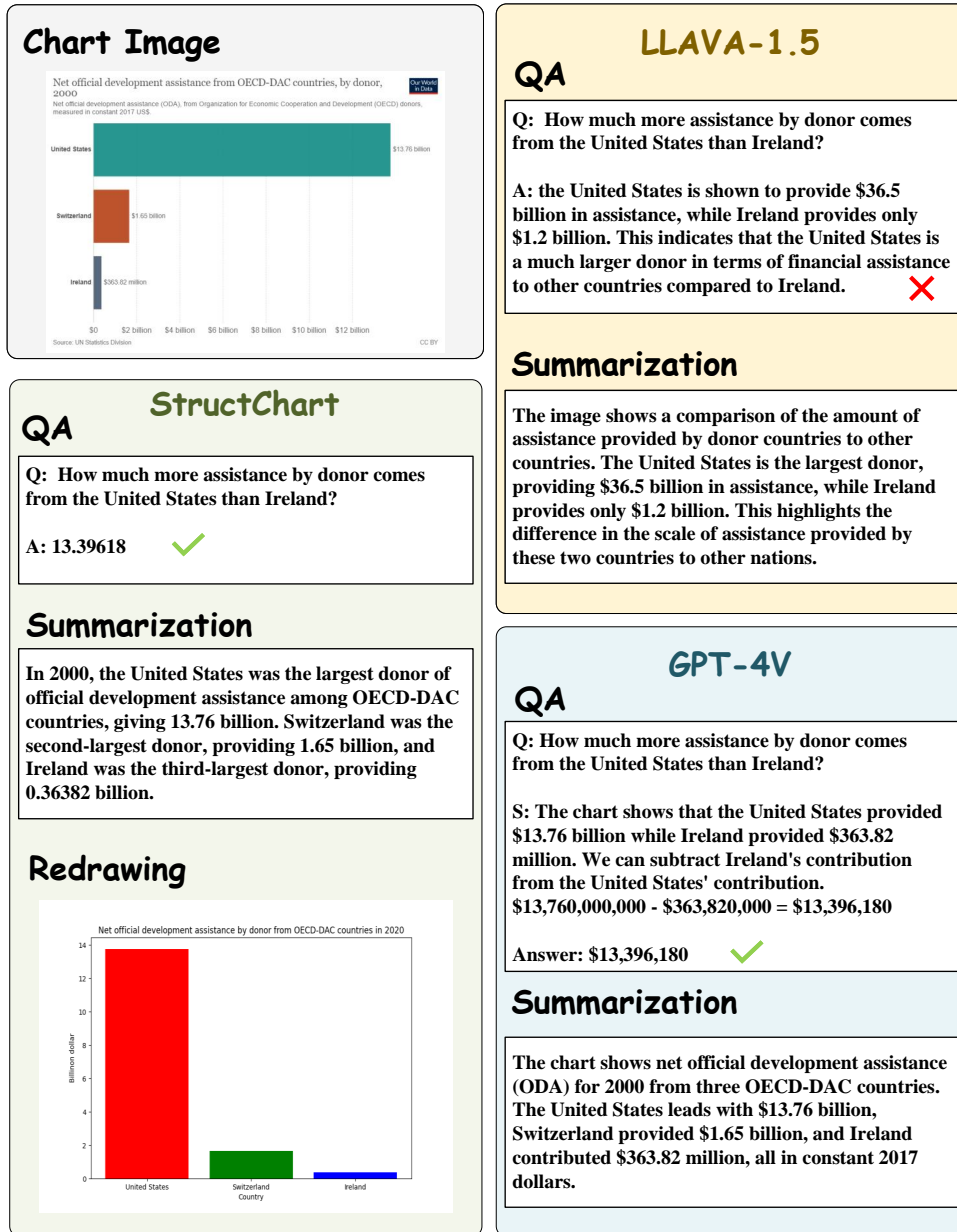 Chart Image
Net official development assistance from OECD-DAC countries, by donor,
2000
Our World
in Data
Net official development assistance (ODA), from Organization for Economic Cooperation and Development (OECD) donors,
measured in constant 2017 US$.
United States
$13.76 billion
Switzerland
$1.65 billion
Ireland
$363.82 million
$0 $2 billion $4 billion $6 billion $8 billion $10 billion $12 billion
Source: UN Statistics Division
CC BY
StructChart
QA
Q: How much more assistance by donor comes
from the United States than Ireland?
A: 13.39618
Summarization
In 2000, the United States was the largest donor of
official development assistance among OECD-DAC
countries, giving 13.76 billion. Switzerland was the
second-largest donor, providing 1.65 billion, and
Ireland was the third-largest donor, providing
0.36382 billion.
Redrawing
Net official development assistance by donor from OECD-DAC countries in 2020
14
12
10
8
6
4
2
0
Billinon dollar
United States Switzerland Ireland
Country
LLAVA-1.5
QA
Q: How much more assistance by donor comes
from the United States than Ireland?
A: the United States is shown to provide $36.5
billion in assistance, while Ireland provides only
$1.2 billion. This indicates that the United States is
a much larger donor in terms of financial assistance
to other countries compared to Ireland.
Summarization
The image shows a comparison of the amount of
assistance provided by donor countries to other
countries. The United States is the largest donor,
providing $36.5 billion in assistance, while Ireland
provides only $1.2 billion. This highlights the
difference in the scale of assistance provided by
these two countries to other nations.
GPT-4V
QA
Q: How much more assistance by donor comes
from the United States than Ireland?
S: The chart shows that the United States provided
$13.76 billion while Ireland provided $363.82
million. We can subtract Ireland's contribution
from the United States' contribution.
$13,760,000,000 - $363,820,000 = $13,396,180
Answer: $13,396,180
Summarization
The chart shows net official development assistance
(ODA) for 2000 from three OECD-DAC countries.
The United States leads with $13.76 billion,
Switzerland provided $1.65 billion, and Ireland
contributed $363.82 million, all in constant 2017
dollars.